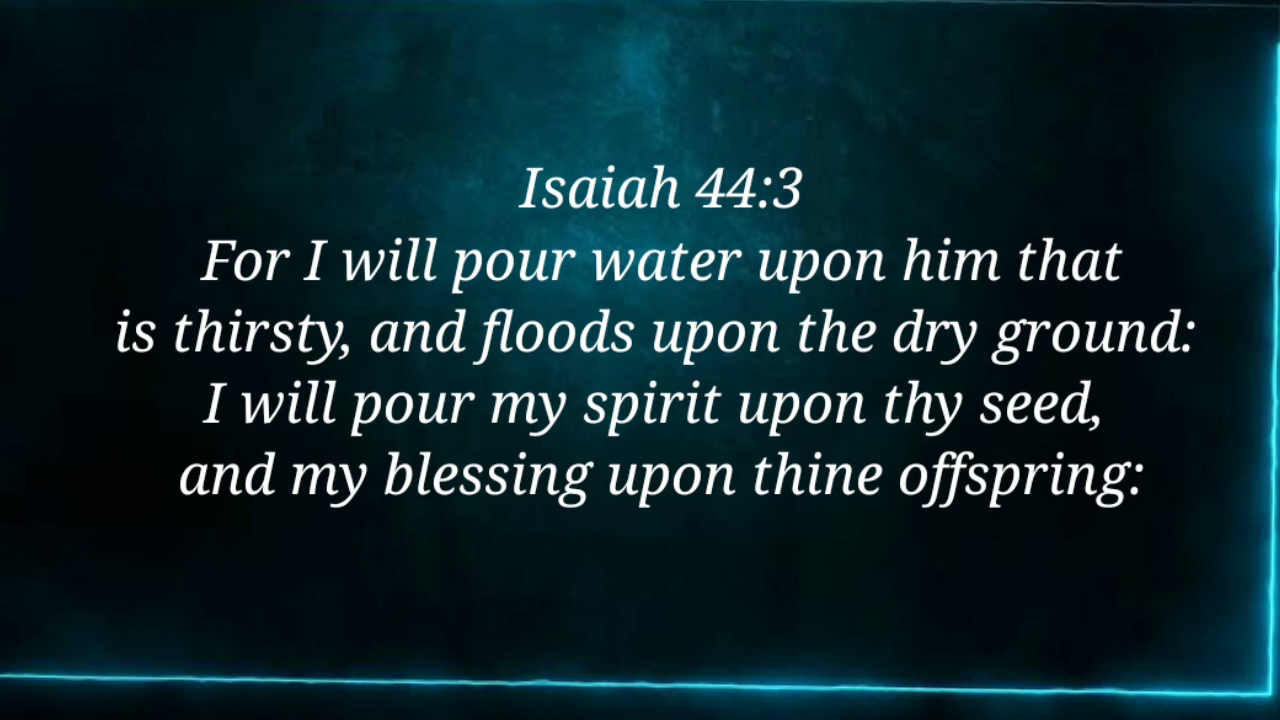 Isaiah 44:3
For I will pour water upon him that
is thirsty, and floods upon the dry ground:
I will pour my spirit upon thy seed,
and my blessing upon thine offspring: